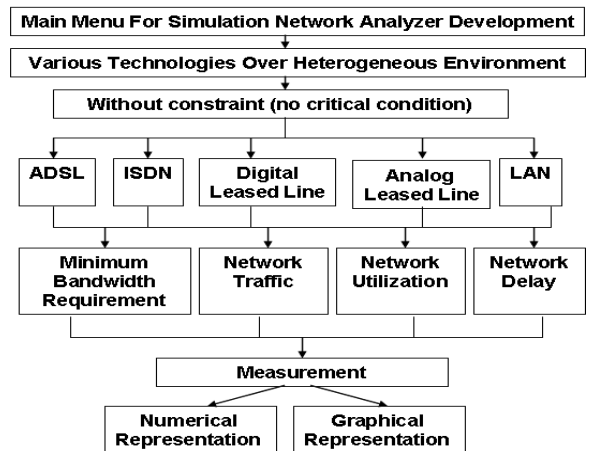 Main Menu For Simulation Network Analyzer Development
Various Technologies Over Heterogeneous Environment
Without constraint (no critical condition)
ADSL
ISDN
Digital
Leased Line
Analog
Leased Line
LAN
Minimum
Bandwidth
Requirement
Network
Traffic
Network
Utilization
Network
Delay
Measurement
Numerical
Representation
Graphical
Representation